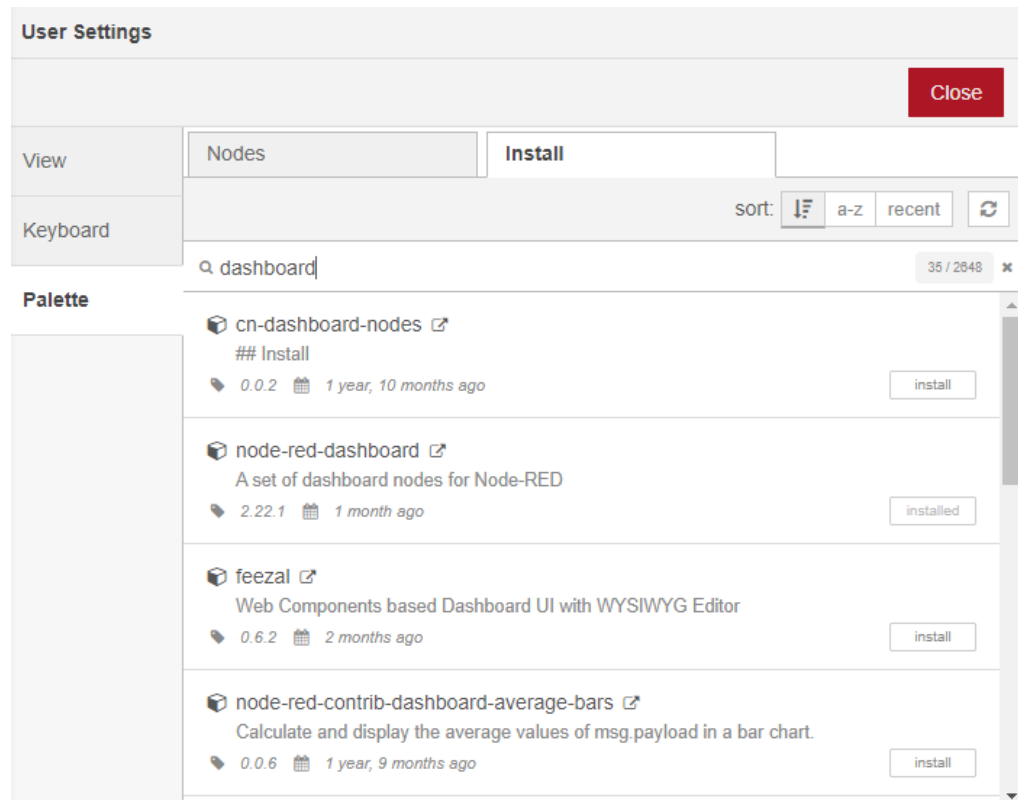 User Settings
Close
View
Keyboard
Palette
Nodes
Install
sort: a-z recent
dashboard
35 / 2648
cn-dashboard-nodes
## Install
0.0.2 1 year, 10 months ago
install
node-red-dashboard
A set of dashboard nodes for Node-RED
2.22.1 1 month ago
installed
feezal
Web Components based Dashboard UI with WYSIWYG Editor
0.6.2 2 months ago
install
node-red-contrib-dashboard-average-bars
Calculate and display the average values of msg.payload in a bar chart.
0.0.6 1 year, 9 months ago
install